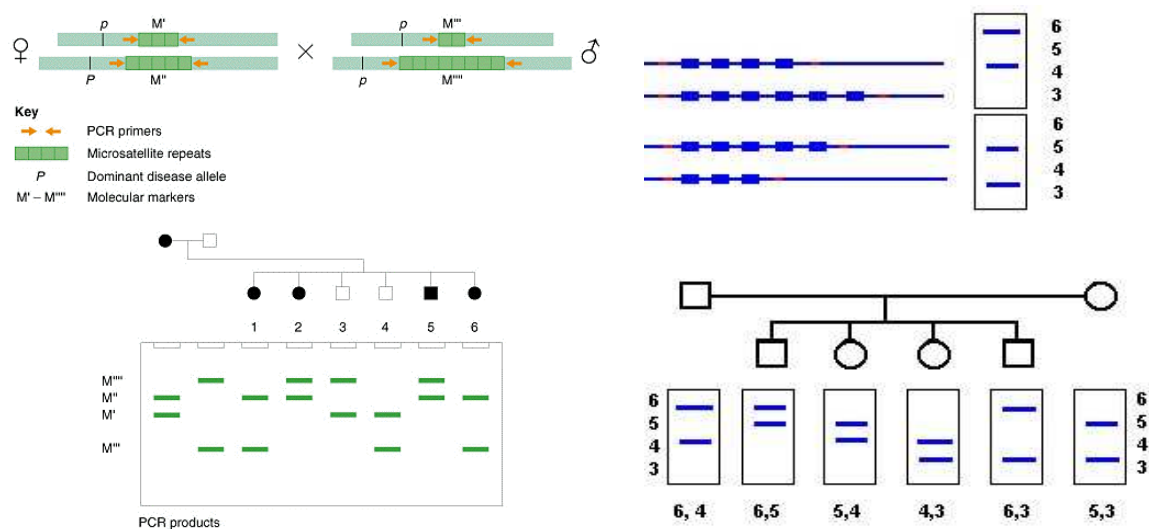 p M' p M''''
♀ × ♂
P M'' p M'''''
Key
PCR primers
Microsatellite repeats
P Dominant disease allele
M' – M''''' Molecular markers
1 2 3 4 5 6
M'''''
M''
M'
M''''
PCR products
6
5
4
3
6
5
4
3
6 6
5 5
4 4
3 3
6, 4 6,5 5,4 4,3 6,3 5,3